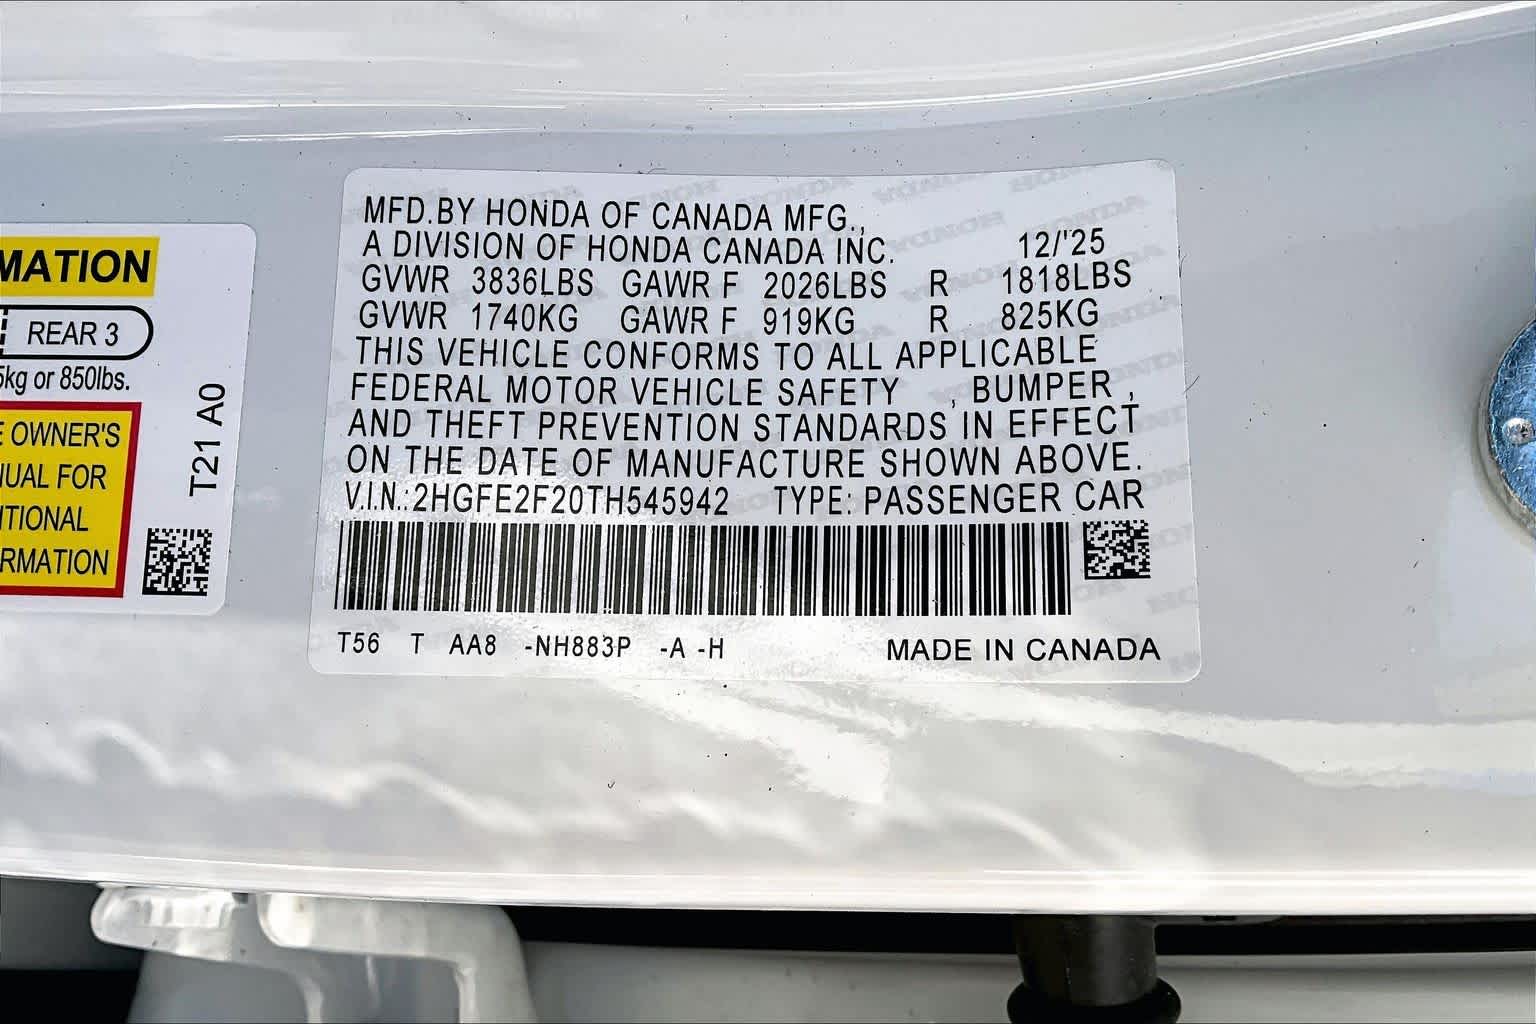 MATION
REAR 3
5kg or 850lbs.
E OWNER'S
NUAL FOR
ITIONAL
RMATION
T21 A0
MFD.BY HONDA OF CANADA MFG.,
A DIVISION OF HONDA CANADA INC. 12/'25
GVWR 3836LBS GAWR F 2026LBS R 1818LBS
GVWR 1740KG GAWR F 919KG R 825KG
THIS VEHICLE CONFORMS TO ALL APPLICABLE
FEDERAL MOTOR VEHICLE SAFETY , BUMPER ,
AND THEFT PREVENTION STANDARDS IN EFFECT
ON THE DATE OF MANUFACTURE SHOWN ABOVE.
V.I.N.:2HGFE2F20TH545942 TYPE: PASSENGER CAR
T56 T AA8 -NH883P -A -H MADE IN CANADA